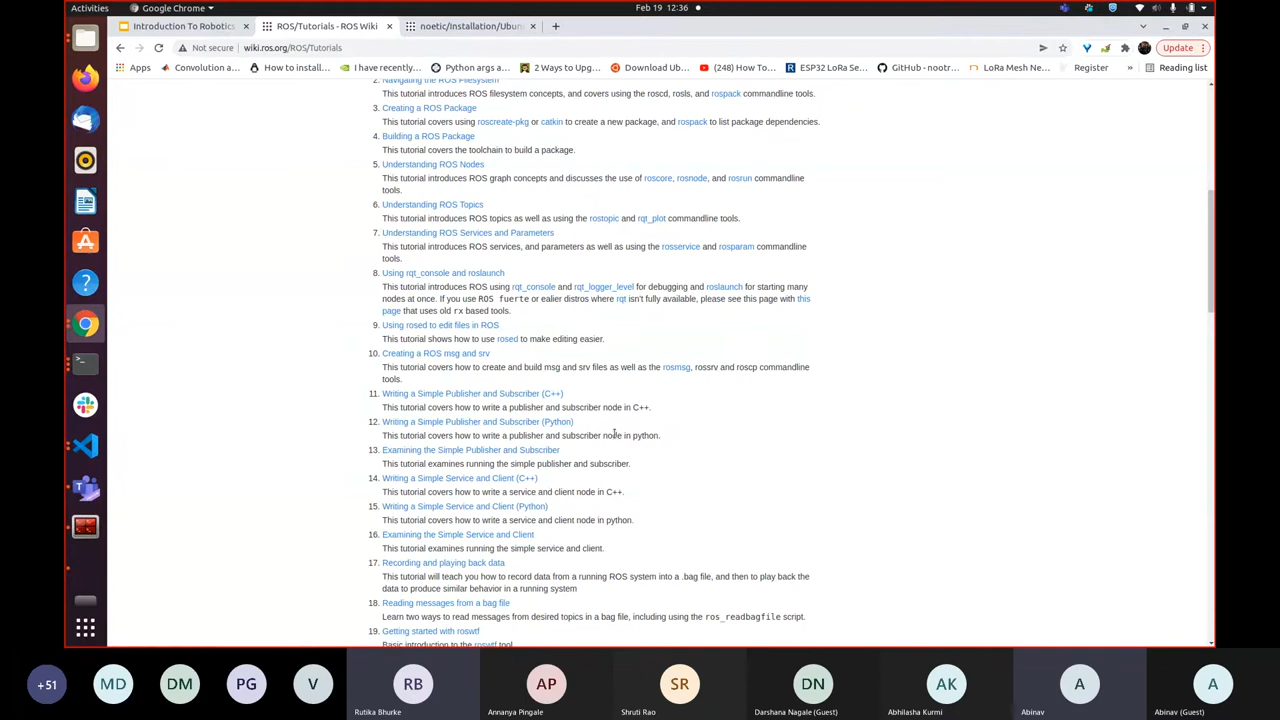 Activities
Google Chrome
Feb 19 12:36
Introduction To Robotics
ROS/Tutorials - ROS Wiki
noetic/Installation/Ubun
Not secure
wiki.ros.org/ROS/Tutorials
Update
Apps
Convolution a...
How to install...
I have recently...
Python args a...
2 Ways to Upg...
Download Ub...
(248) How To...
ESP32 LoRa Se...
GitHub - nootr...
LoRa Mesh Ne...
Register
»
Reading list
2. Navigating the ROS Filesystem
This tutorial introduces ROS filesystem concepts, and covers using the roscd, rosls, and rospack commandline tools.
3. Creating a ROS Package
This tutorial covers using roscreate-pkg or catkin to create a new package, and rospack to list package dependencies.
4. Building a ROS Package
This tutorial covers the toolchain to build a package.
5. Understanding ROS Nodes
This tutorial introduces ROS graph concepts and discusses the use of roscore, rosnode, and rosrun commandline
tools.
6. Understanding ROS Topics
This tutorial introduces ROS topics as well as using the rostopic and rqt_plot commandline tools.
7. Understanding ROS Services and Parameters
This tutorial introduces ROS services, and parameters as well as using the rosservice and rosparam commandline
tools.
8. Using rqt_console and roslaunch
This tutorial introduces ROS using rqt_console and rqt_logger_level for debugging and roslaunch for starting many
nodes at once. If you use ROS fuerte or ealier distros where rqt isn't fully available, please see this page with this
page that uses old rx based tools.
9. Using rosed to edit files in ROS
This tutorial shows how to use rosed to make editing easier.
10. Creating a ROS msg and srv
This tutorial covers how to create and build msg and srv files as well as the rosmsg, rossrv and roscp commandline
tools.
11. Writing a Simple Publisher and Subscriber (C++)
This tutorial covers how to write a publisher and subscriber node in C++.
12. Writing a Simple Publisher and Subscriber (Python)
This tutorial covers how to write a publisher and subscriber node in python.
13. Examining the Simple Publisher and Subscriber
This tutorial examines running the simple publisher and subscriber.
14. Writing a Simple Service and Client (C++)
This tutorial covers how to write a service and client node in C++.
15. Writing a Simple Service and Client (Python)
This tutorial covers how to write a service and client node in python.
16. Examining the Simple Service and Client
This tutorial examines running the simple service and client.
17. Recording and playing back data
This tutorial will teach you how to record data from a running ROS system into a .bag file, and then to play back the
data to produce similar behavior in a running system
18. Reading messages from a bag file
Learn two ways to read messages from desired topics in a bag file, including using the ros_readbagfile script.
19. Getting started with roswtf
Basic introduction to the roswtf tool.
+51
MD
DM
PG
V
RB
Rutika Bhurke
AP
Annanya Pingale
SR
Shruti Rao
DN
Darshana Nagale (Guest)
AK
Abhilasha Kurmi
A
Abinav
A
Abinav (Guest)